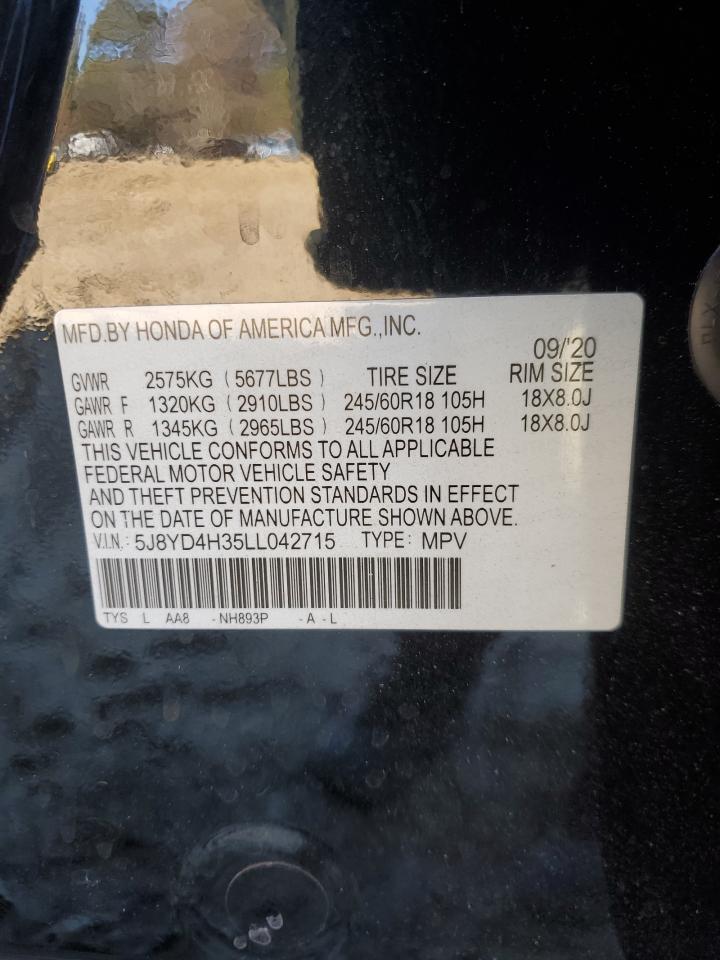 MFD.BY HONDA OF AMERICA MFG.,INC.
09/'20
GVWR 2575KG (5677LBS) TIRE SIZE RIM SIZE
GAWR F 1320KG (2910LBS) 245/60R18 105H 18X8.0J
GAWR R 1345KG (2965LBS) 245/60R18 105H 18X8.0J
THIS VEHICLE CONFORMS TO ALL APPLICABLE
FEDERAL MOTOR VEHICLE SAFETY
AND THEFT PREVENTION STANDARDS IN EFFECT
ON THE DATE OF MANUFACTURE SHOWN ABOVE.
V.I.N.: 5J8YD4H35LL042715 TYPE: MPV
TYS L AA8 -NH893P -A -L